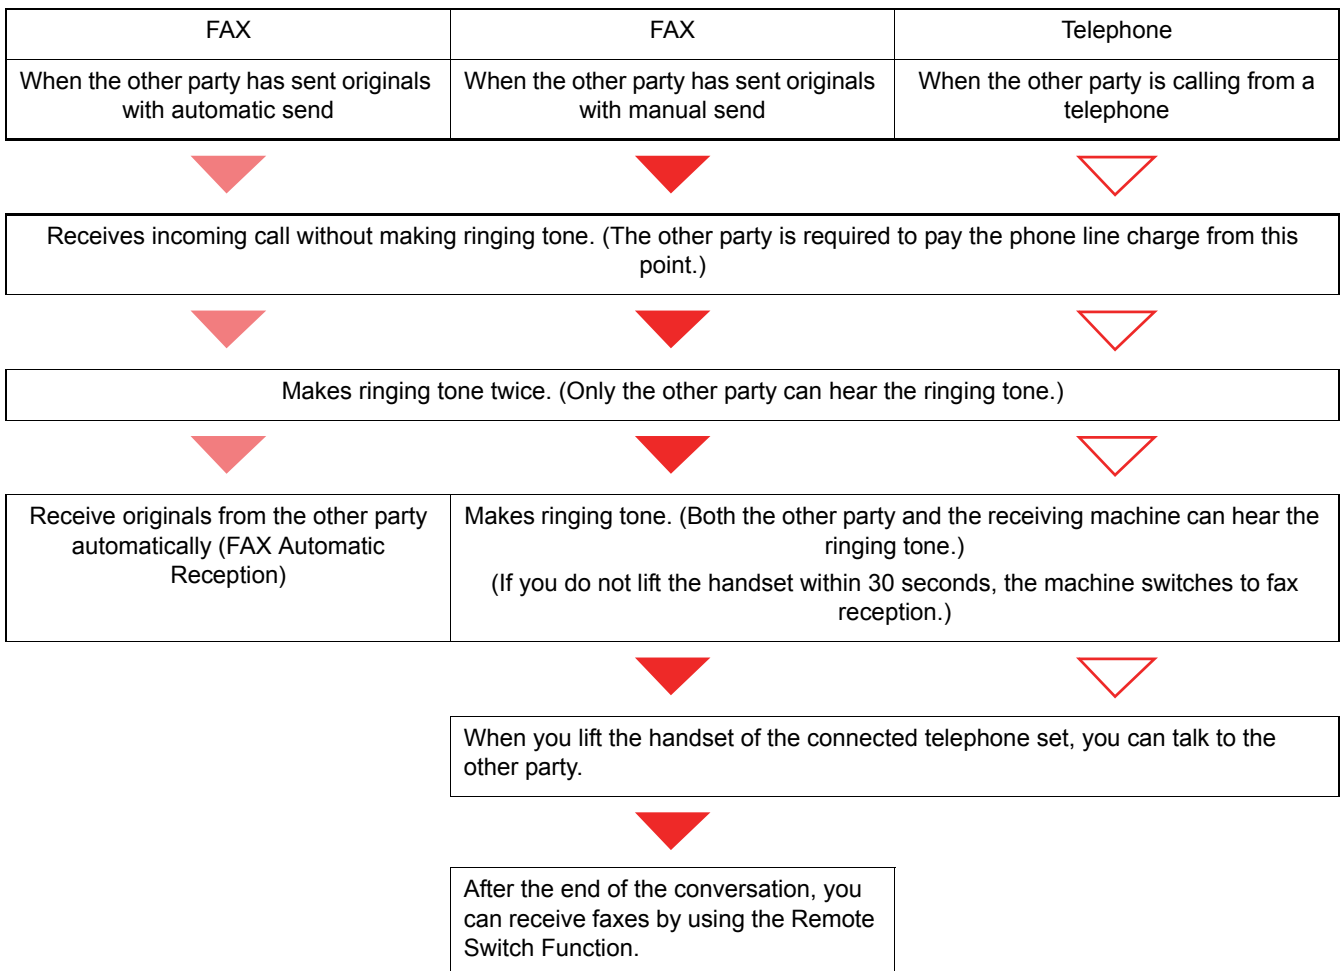 FAX
FAX
Telephone
When the other party has sent originals
with automatic send
When the other party has sent originals
with manual send
When the other party is calling from a
telephone
Receives incoming call without making ringing tone. (The other party is required to pay the phone line charge from this
point.)
Makes ringing tone twice. (Only the other party can hear the ringing tone.)
Receive originals from the other party
automatically (FAX Automatic
Reception)
Makes ringing tone. (Both the other party and the receiving machine can hear the
ringing tone.)
(If you do not lift the handset within 30 seconds, the machine switches to fax
reception.)
When you lift the handset of the connected telephone set, you can talk to the
other party.
After the end of the conversation, you
can receive faxes by using the Remote
Switch Function.